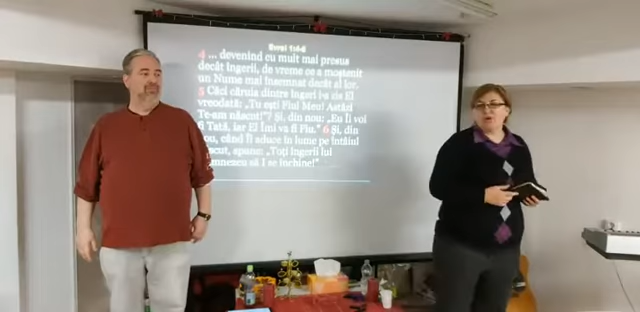 Evrei 1:4-6
4 ... devenind cu mult mai presus
decât îngerii, de vreme ce a moștenit
un Nume mai însemnat decât al lor.
5 Căci căruia dintre îngeri i-a zis El
vreodată: „Tu ești Fiul Meu! Astăzi
Te-am născut!”? Și, din nou: „Eu Îi voi
fi Tată, iar El Îmi va fi Fiu.” 6 Și, din
nou, când Îl aduce în lume pe Întâiul
născut, spune: „Toți îngerii lui
Dumnezeu să I se închine!”